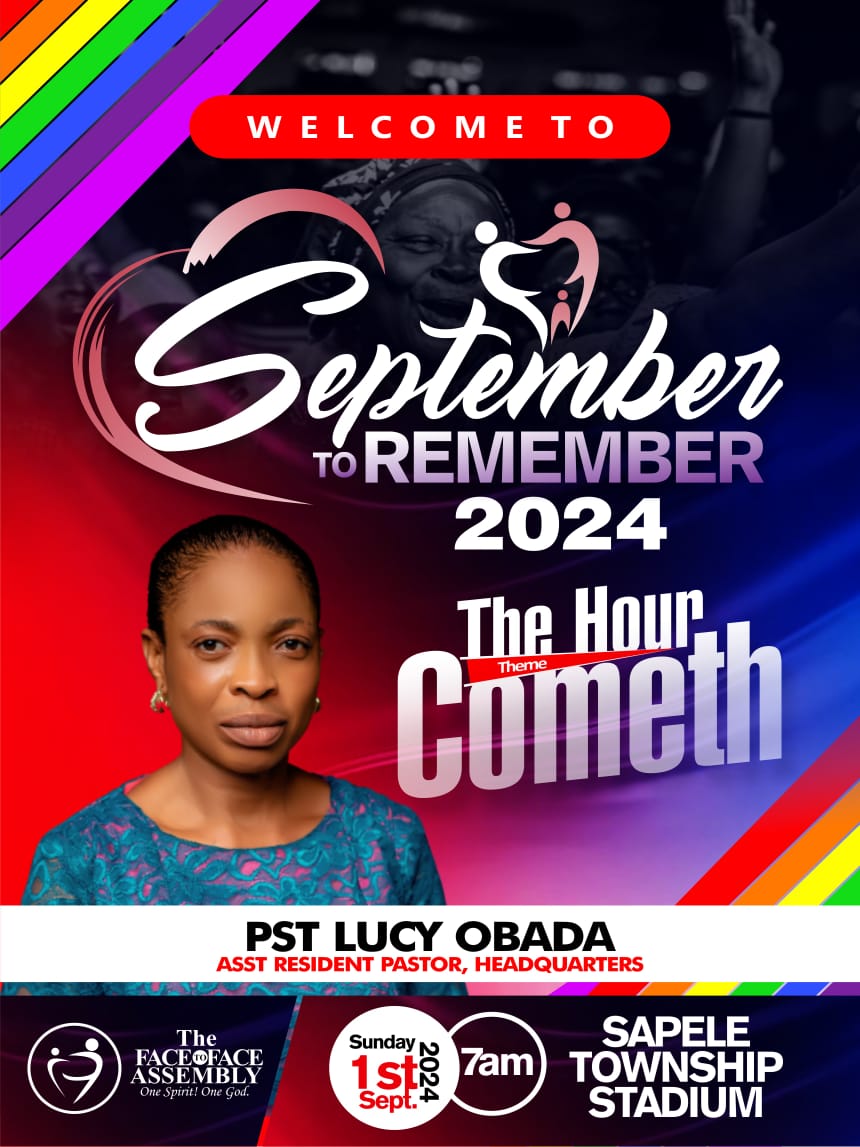 WELCOME TO
September
TO REMEMBER
2024
The Hour
Theme
Cometh
PST LUCY OBADA
ASST RESIDENT PASTOR, HEADQUARTERS
The
FACE TO FACE
ASSEMBLY
One Spirit! One God.
Sunday
1st
Sept.
2024
7am
SAPELE
TOWNSHIP
STADIUM